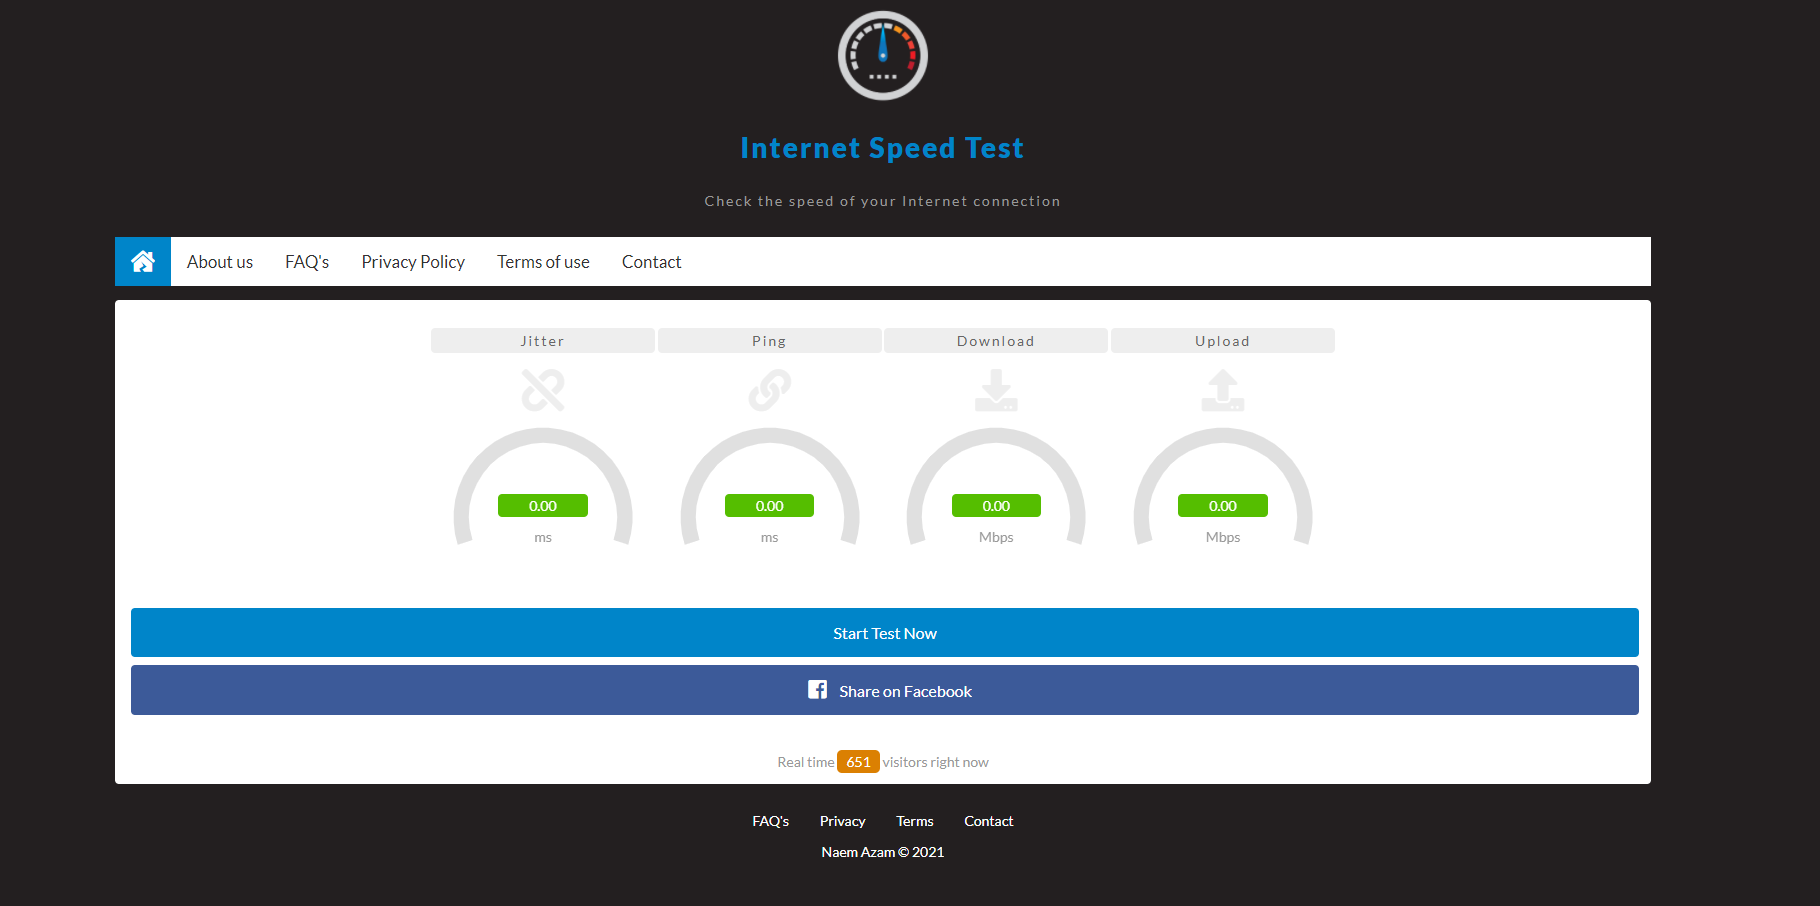 Internet Speed Test
Check the speed of your Internet connection
About us FAQ's Privacy Policy Terms of use Contact
Jitter Ping Download Upload
0.00 0.00 0.00 0.00
ms ms Mbps Mbps
Start Test Now
Share on Facebook
Real time 651 visitors right now
FAQ's Privacy Terms Contact
Naem Azam © 2021